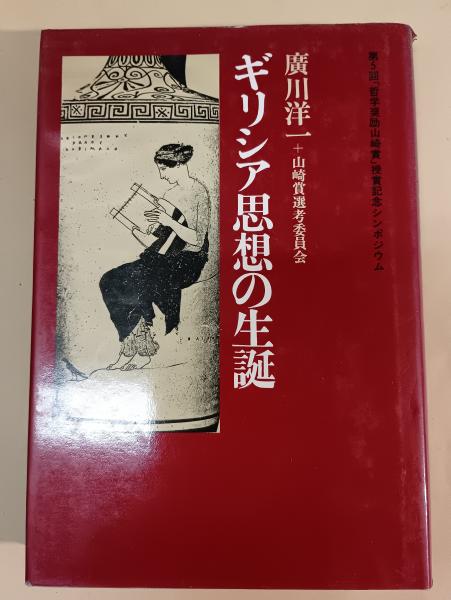 第5回「哲学奨励山崎賞」授賞記念シンポジウム
廣川洋一+山崎賞選考委員会
ギリシア思想の生誕